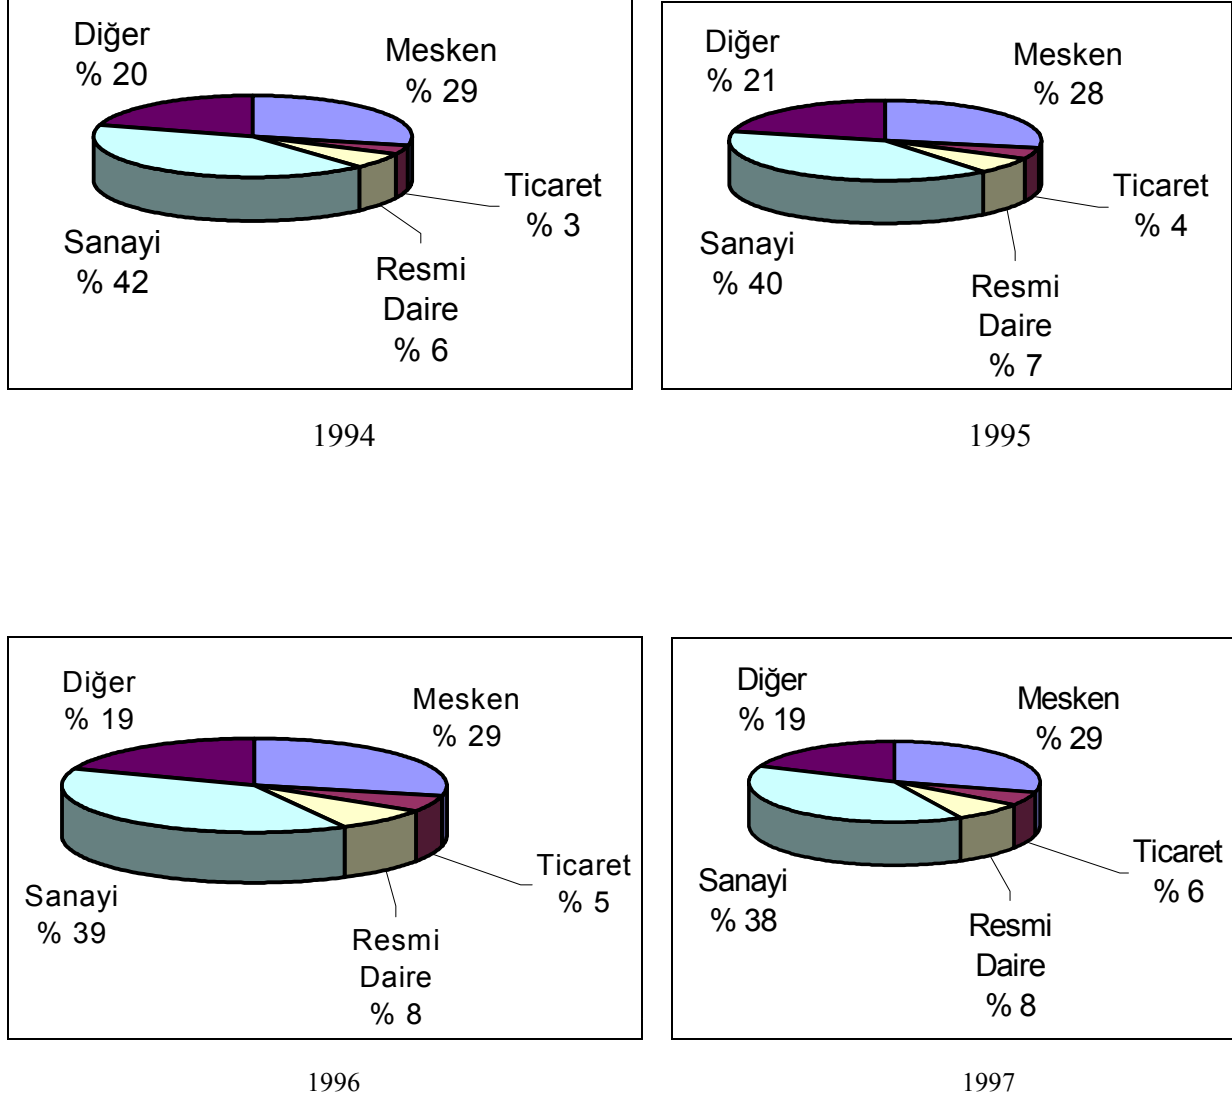 Diğer
% 20
Mesken
% 29
Ticaret
% 3
Resmi
Daire
% 6
Sanayi
% 42
1994
Diğer
% 21
Mesken
% 28
Ticaret
% 4
Resmi
Daire
% 7
Sanayi
% 40
1995
Diğer
% 19
Mesken
% 29
Ticaret
% 5
Resmi
Daire
% 8
Sanayi
% 39
1996
Diğer
% 19
Mesken
% 29
Ticaret
% 6
Resmi
Daire
% 8
Sanayi
% 38
1997